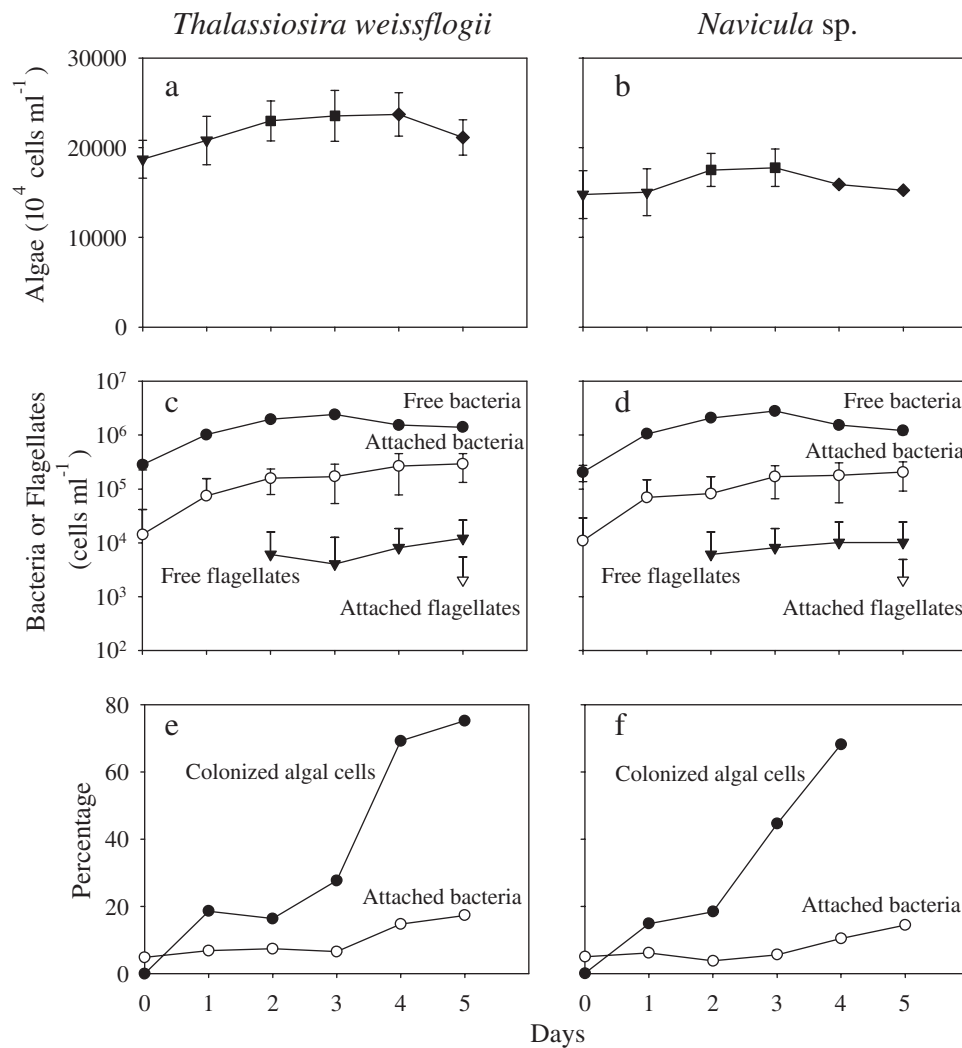 Thalassiosira weissflogii
Navicula sp.
Algae (10^4 cells ml^-1)
30000
20000
10000
0
a
b
Bacteria or Flagellates
((cells ml^-1)
10^7
10^6
10^5
10^4
10^3
10^2
c
Free bacteria
Attached bacteria
Free flagellates
Attached flagellates
d
Free bacteria
Attached bacteria
Free flagellates
Attached flagellates
Percentage
80
60
40
20
0
e
Colonized algal cells
Attached bacteria
f
Colonized algal cells
Attached bacteria
0 1 2 3 4 5
0 1 2 3 4 5
Days